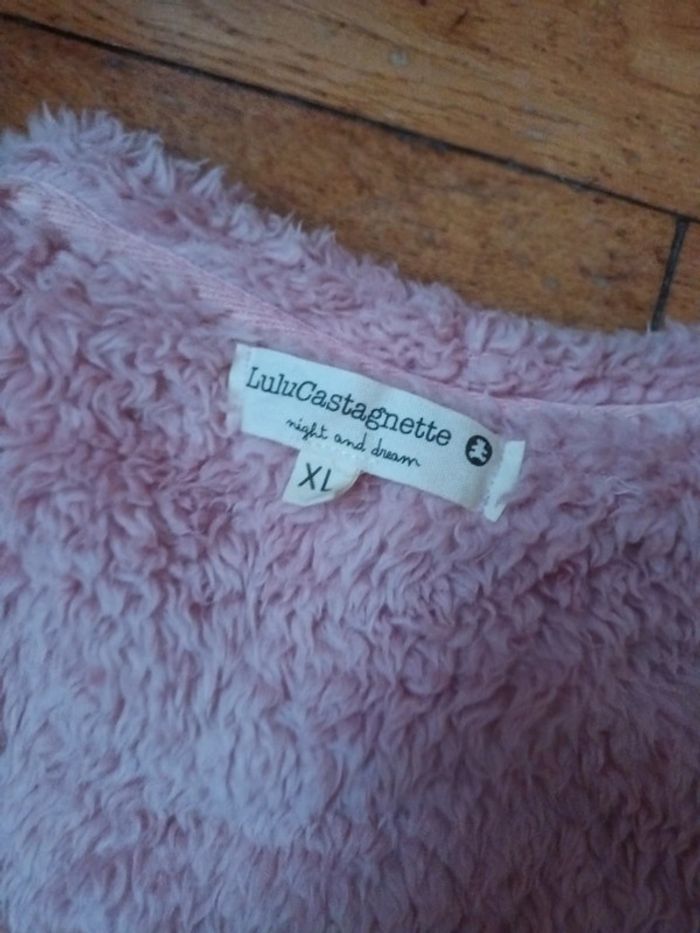 LuluCastagnette
night and dream
XL